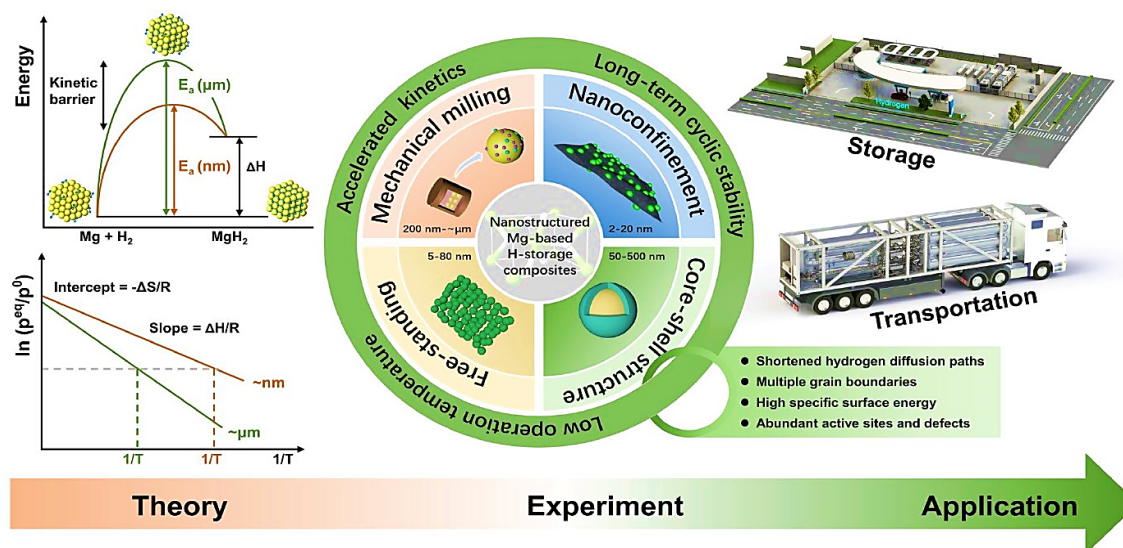 Energy
Kinetic
barrier
Eₐ (μm)
Eₐ (nm)
ΔH
Mg + H₂
MgH₂
ln (p^eq/p⁰)
Intercept = -ΔS/R
Slope = ΔH/R
~nm
~μm
1/T
1/T
1/T
Accelerated kinetics
Long-term cyclic stability
Low operation temperature
Mechanical milling
200 nm-~μm
Nanoconfinement
2-20 nm
Nanostructured
Mg-based
H-storage
composites
5-80 nm
Free-standing
50-500 nm
Core-shell structure
Hydrogen
Storage
Transportation
● Shortened hydrogen diffusion paths
● Multiple grain boundaries
● High specific surface energy
● Abundant active sites and defects
Theory
Experiment
Application